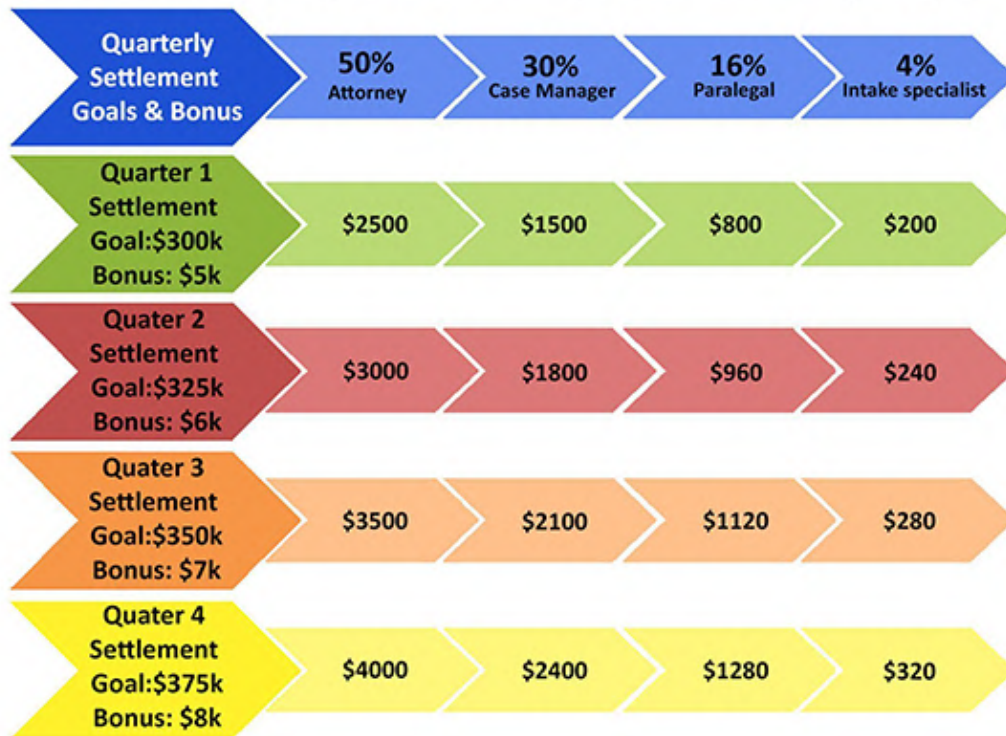 Quarterly
Settlement
Goals & Bonus
50%
Attorney
30%
Case Manager
16%
Paralegal
4%
Intake specialist
Quarter 1
Settlement
Goal:$300k
Bonus: $5k
$2500
$1500
$800
$200
Quater 2
Settlement
Goal:$325k
Bonus: $6k
$3000
$1800
$960
$240
Quater 3
Settlement
Goal:$350k
Bonus: $7k
$3500
$2100
$1120
$280
Quater 4
Settlement
Goal:$375k
Bonus: $8k
$4000
$2400
$1280
$320